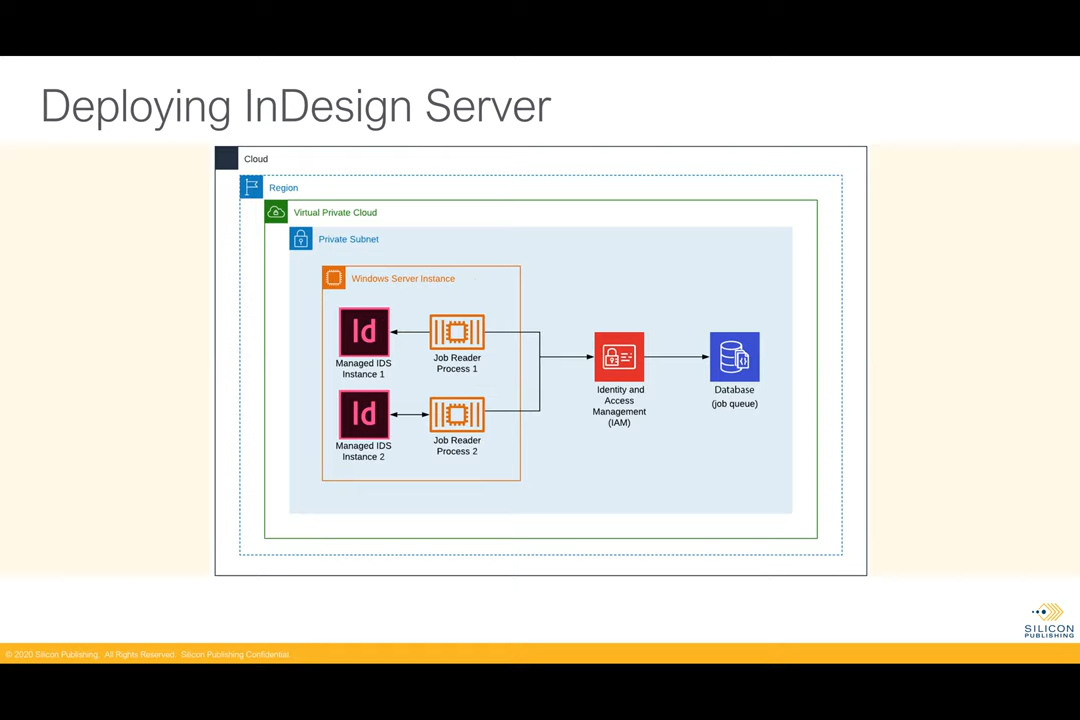 Deploying InDesign Server
Cloud
Region
Virtual Private Cloud
Private Subnet
Windows Server Instance
Id
Managed IDS
Instance 1
Job Reader
Process 1
Id
Managed IDS
Instance 2
Job Reader
Process 2
Identity and
Access
Management
(IAM)
Database
(job queue)
SILICON
PUBLISHING
© 2020 Silicon Publishing. All Rights Reserved. Silicon Publishing Confidential.